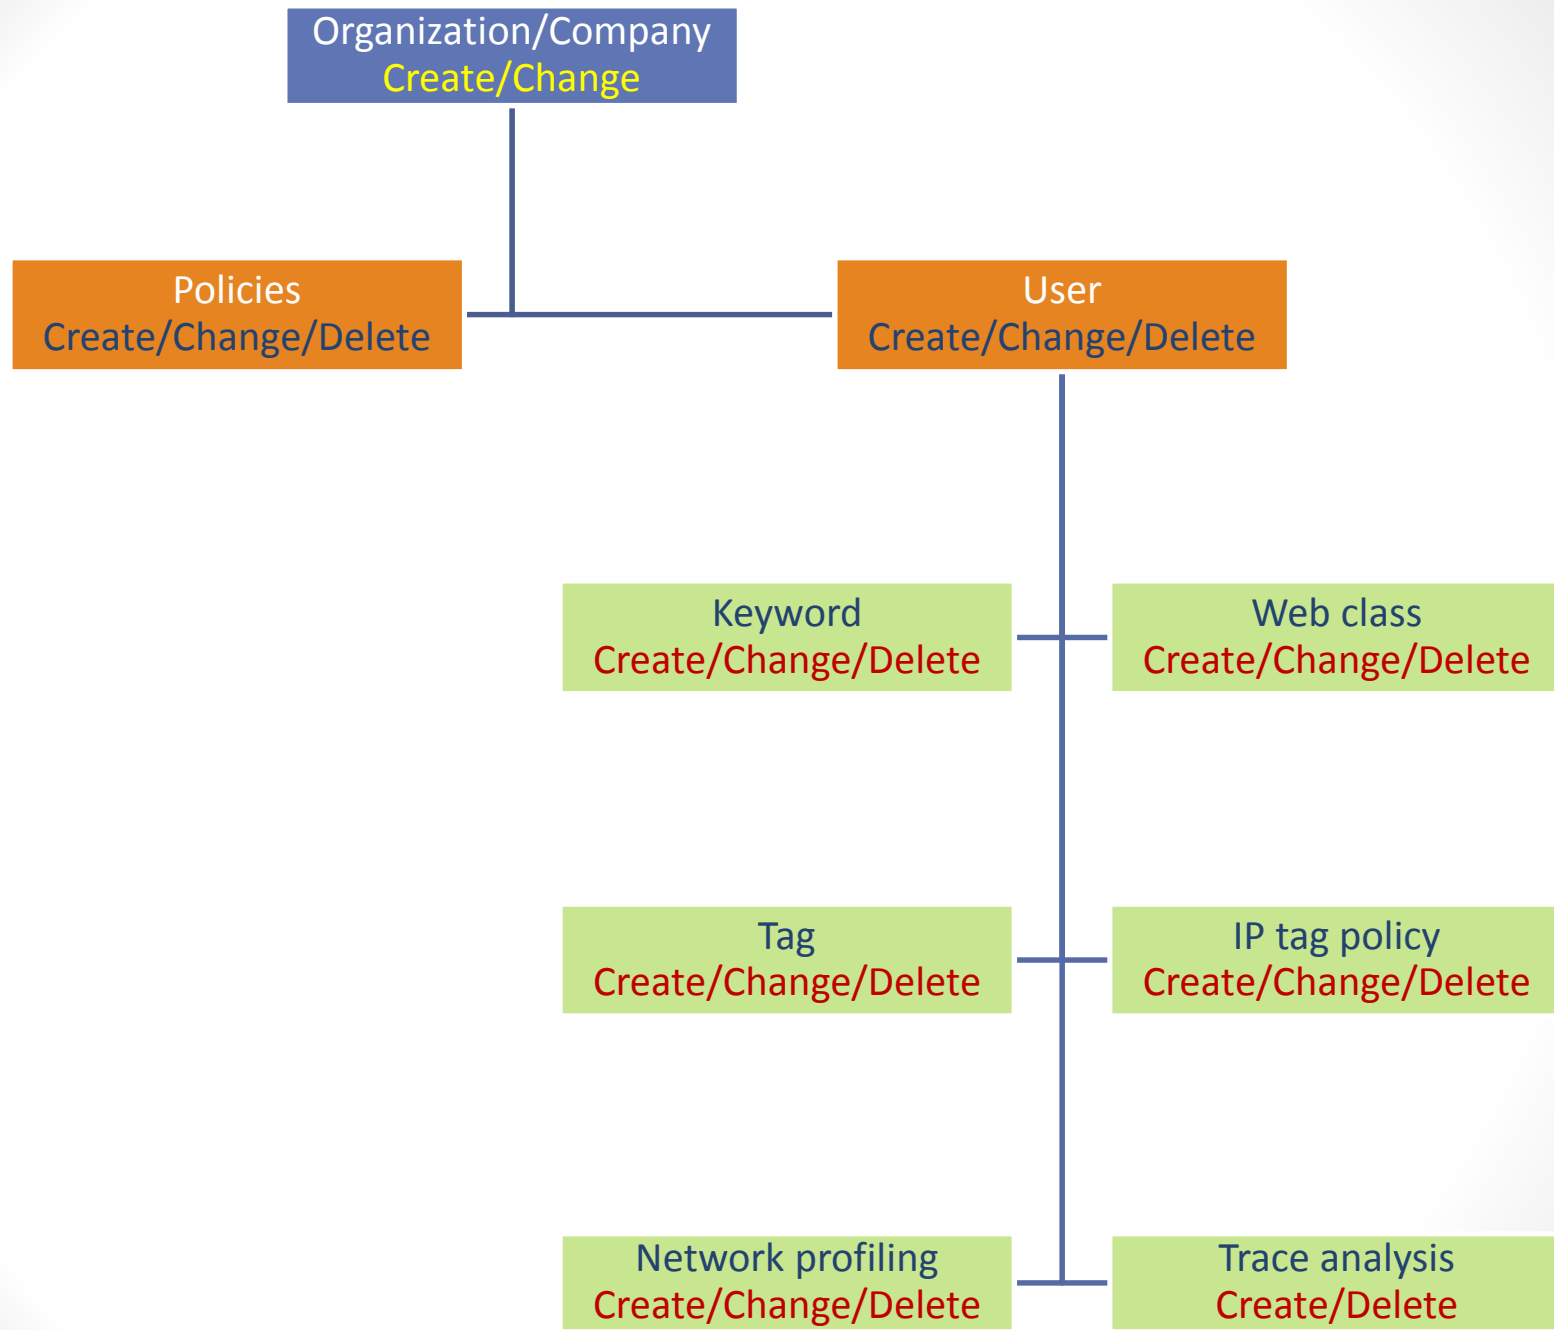 Organization/Company
Create/Change
Policies
Create/Change/Delete
User
Create/Change/Delete
Keyword
Create/Change/Delete
Web class
Create/Change/Delete
Tag
Create/Change/Delete
IP tag policy
Create/Change/Delete
Network profiling
Create/Change/Delete
Trace analysis
Create/Delete